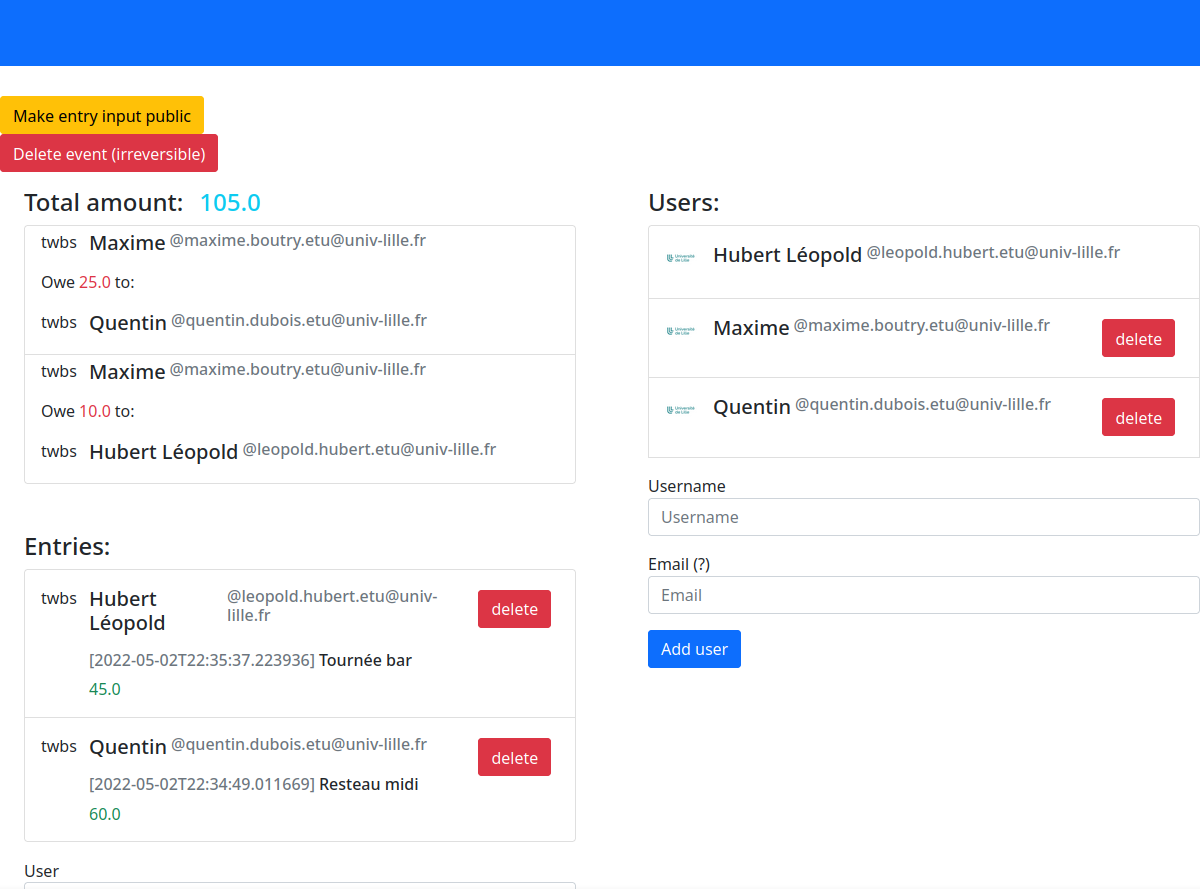 Make entry input public
Delete event (irreversible)
Total amount: 105.0
twbs Maxime @maxime.boutry.etu@univ-lille.fr
Owe 25.0 to:
twbs Quentin @quentin.dubois.etu@univ-lille.fr
twbs Maxime @maxime.boutry.etu@univ-lille.fr
Owe 10.0 to:
twbs Hubert Léopold @leopold.hubert.etu@univ-lille.fr
Entries:
twbs Hubert Léopold @leopold.hubert.etu@univ-
lille.fr
delete
[2022-05-02T22:35:37.223936] Tournée bar
45.0
twbs Quentin @quentin.dubois.etu@univ-lille.fr
delete
[2022-05-02T22:34:49.011669] Resteau midi
60.0
User
Users:
Université
de Lille
Hubert Léopold @leopold.hubert.etu@univ-lille.fr
Université
de Lille
Maxime @maxime.boutry.etu@univ-lille.fr
delete
Université
de Lille
Quentin @quentin.dubois.etu@univ-lille.fr
delete
Username
Username
Email (?)
Email
Add user